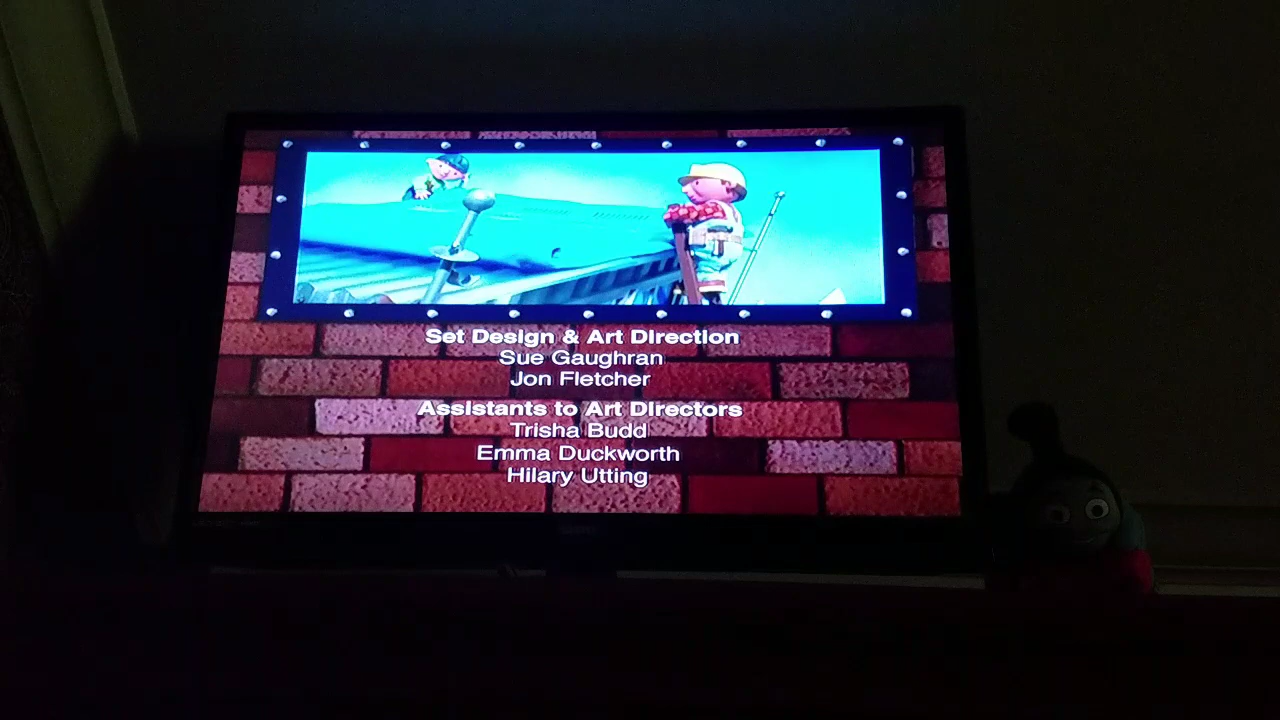 Set Design & Art Direction
Sue Gaughran
Jon Fletcher
Assistants to Art Directors
Trisha Budd
Emma Duckworth
Hilary Utting